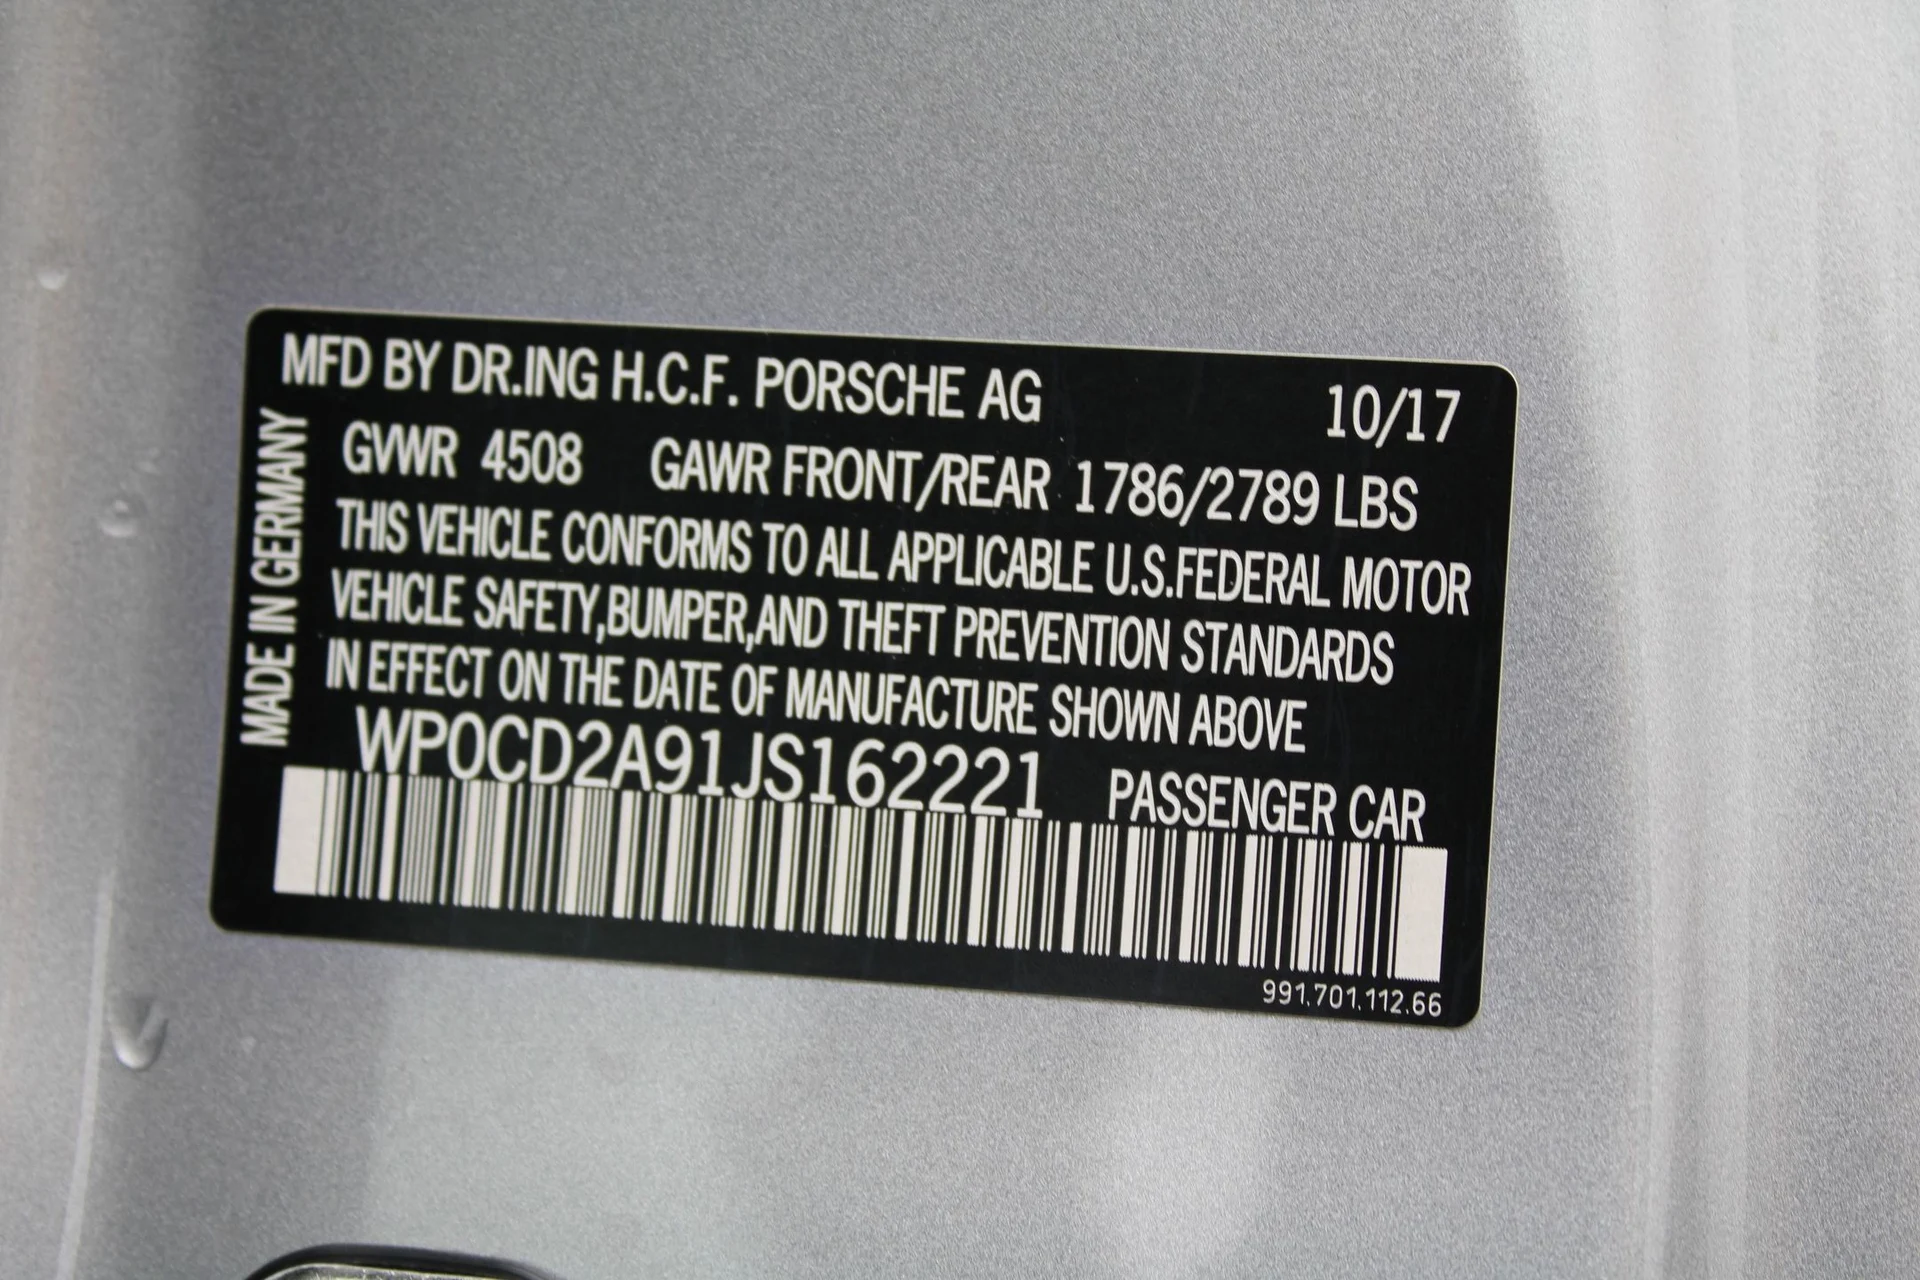 MFD BY DR.ING H.C.F. PORSCHE AG 10/17
MADE IN GERMANY
GVWR 4508 GAWR FRONT/REAR 1786/2789 LBS
THIS VEHICLE CONFORMS TO ALL APPLICABLE U.S.FEDERAL MOTOR
VEHICLE SAFETY,BUMPER,AND THEFT PREVENTION STANDARDS
IN EFFECT ON THE DATE OF MANUFACTURE SHOWN ABOVE
WP0CD2A91JS162221 PASSENGER CAR
991.701.112.66